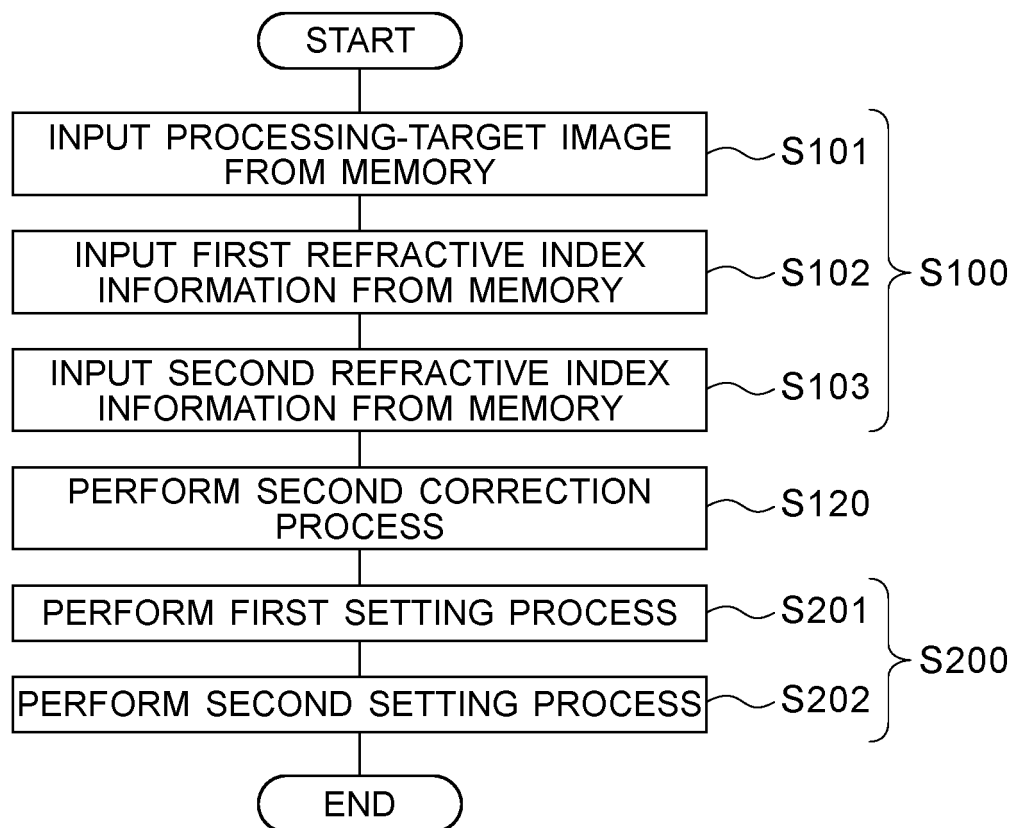 START
INPUT PROCESSING-TARGET IMAGE
FROM MEMORY
S101
INPUT FIRST REFRACTIVE INDEX
INFORMATION FROM MEMORY
S102
S100
INPUT SECOND REFRACTIVE INDEX
INFORMATION FROM MEMORY
S103
PERFORM SECOND CORRECTION
PROCESS
S120
PERFORM FIRST SETTING PROCESS
S201
S200
PERFORM SECOND SETTING PROCESS
S202
END